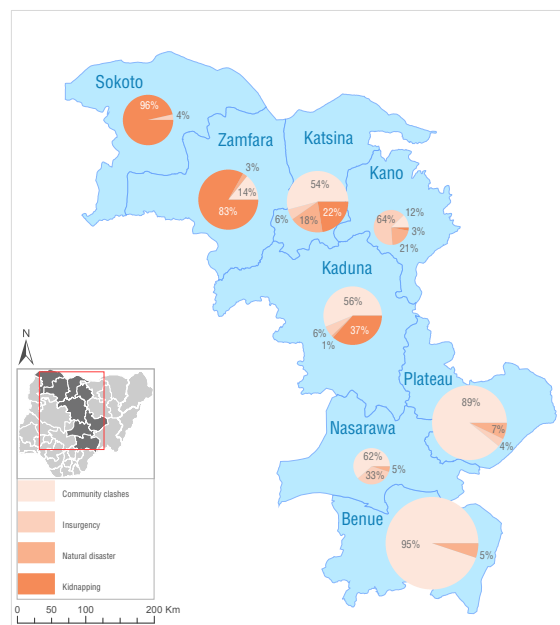 Sokoto
96%
4%
Zamfara
3%
14%
83%
Katsina
54%
6%
18%
22%
Kano
64%
12%
3%
21%
Kaduna
56%
6%
1%
37%
N
Plateau
89%
7%
4%
Nasarawa
62%
5%
33%
Benue
95%
5%
Community clashes
Insurgency
Natural disaster
Kidnapping
0 50 100 200 Km